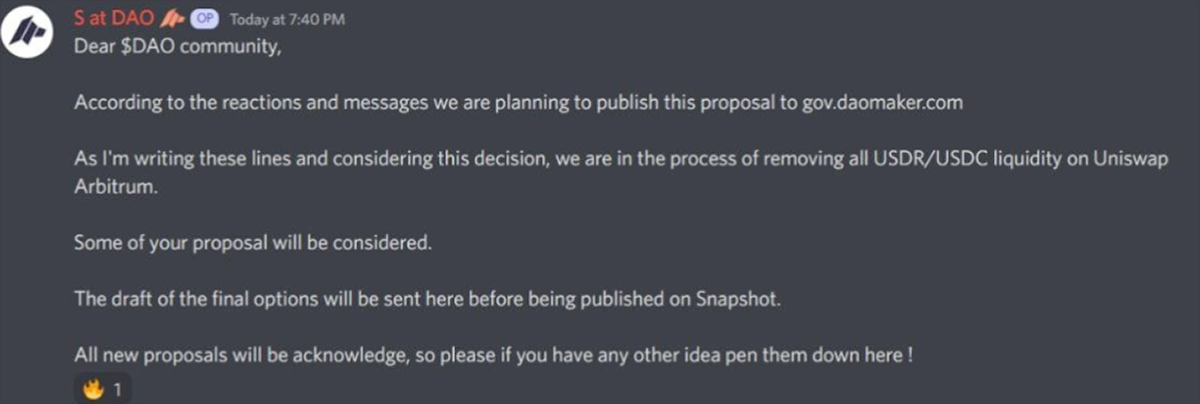 S at DAO OP Today at 7:40 PM
Dear $DAO community,
According to the reactions and messages we are planning to publish this proposal to gov.daomaker.com
As I'm writing these lines and considering this decision, we are in the process of removing all USDR/USDC liquidity on Uniswap
Arbitrum.
Some of your proposal will be considered.
The draft of the final options will be sent here before being published on Snapshot.
All new proposals will be acknowledge, so please if you have any other idea pen them down here !
🔥 1